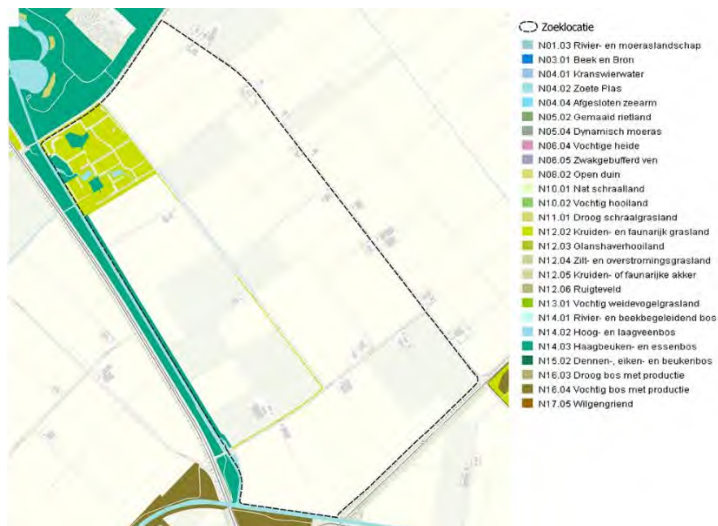 Zoeklocatie
N01.03 Rivier- en moeraslandschap
N03.01 Beek en Bron
N04.01 Kranswierwater
N04.02 Zoete Plas
N04.04 Afgesloten zeearm
N05.02 Gemaaid rietland
N05.04 Dynamisch moeras
N06.04 Vochtige heide
N06.05 Zwakgebufferd ven
N08.02 Open duin
N10.01 Nat schraalland
N10.02 Vochtig hooiland
N11.01 Droog schraalgrasland
N12.02 Kruiden- en faunarijk grasland
N12.03 Glanshaverhooiland
N12.04 Zilt- en overstromingsgrasland
N12.05 Kruiden- of faunarijke akker
N12.06 Ruigteveld
N13.01 Vochtig weidevogelgrasland
N14.01 Rivier- en beekbegeleidend bos
N14.02 Hoog- en laagveenbos
N14.03 Haagbeuken- en essenbos
N15.02 Dennen-, eiken- en beukenbos
N16.03 Droog bos met productie
N16.04 Vochtig bos met productie
N17.05 Wilgengriend